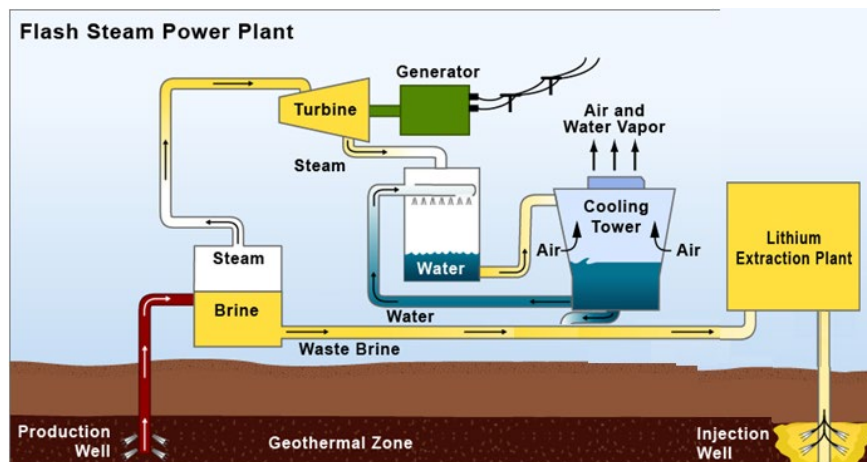 Flash Steam Power Plant
Generator
Turbine
Air and
Water Vapor
Steam
Cooling
Tower
Lithium
Extraction Plant
Steam
Air
Air
Water
Brine
Water
Waste Brine
Production
Well
Geothermal Zone
Injection
Well